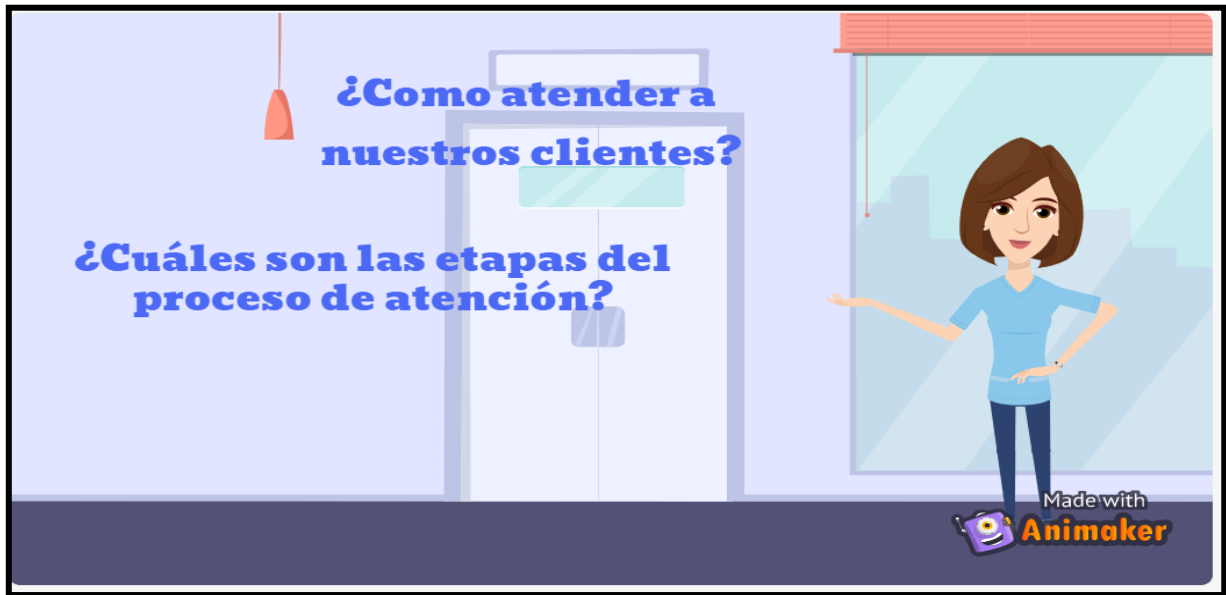 ¿Como atender a
nuestros clientes?
¿Cuáles son las etapas del
proceso de atención?
Made with
Animaker